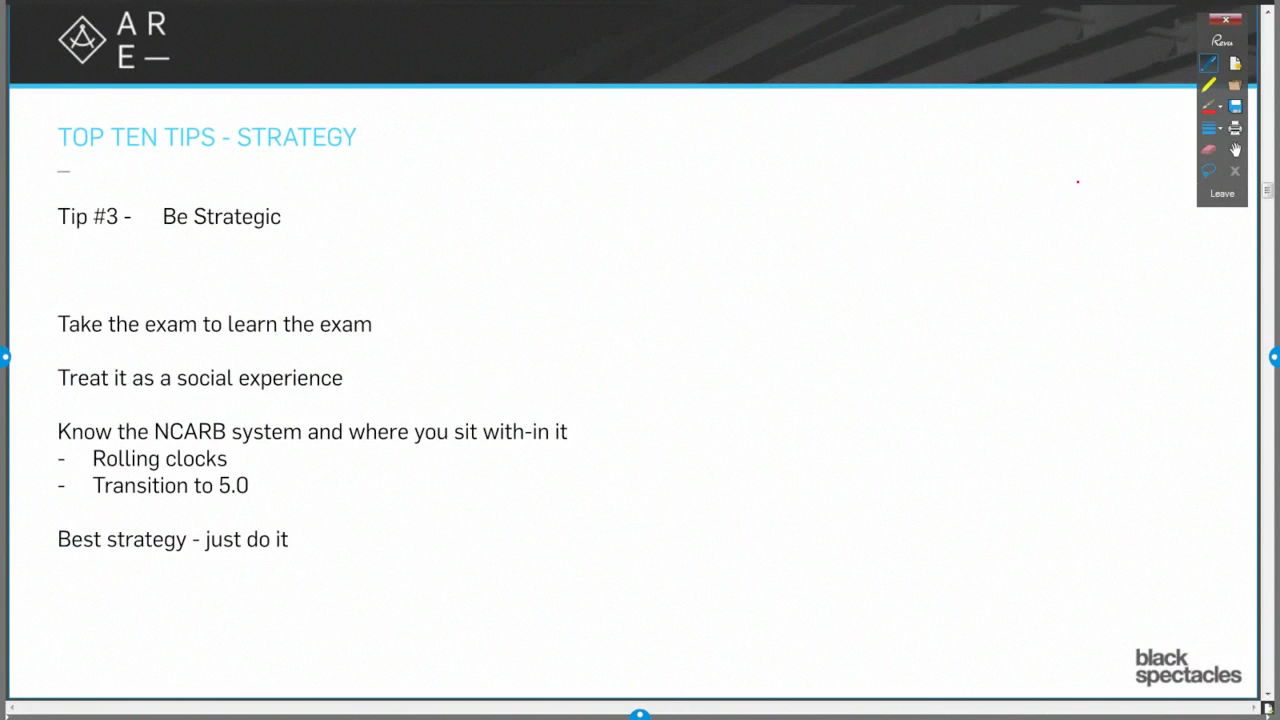 A R
E —
Revu
TOP TEN TIPS - STRATEGY
—
Tip #3 - Be Strategic
Take the exam to learn the exam
Treat it as a social experience
Know the NCARB system and where you sit with-in it
- Rolling clocks
- Transition to 5.0
Best strategy - just do it
Leave
black
spectacles